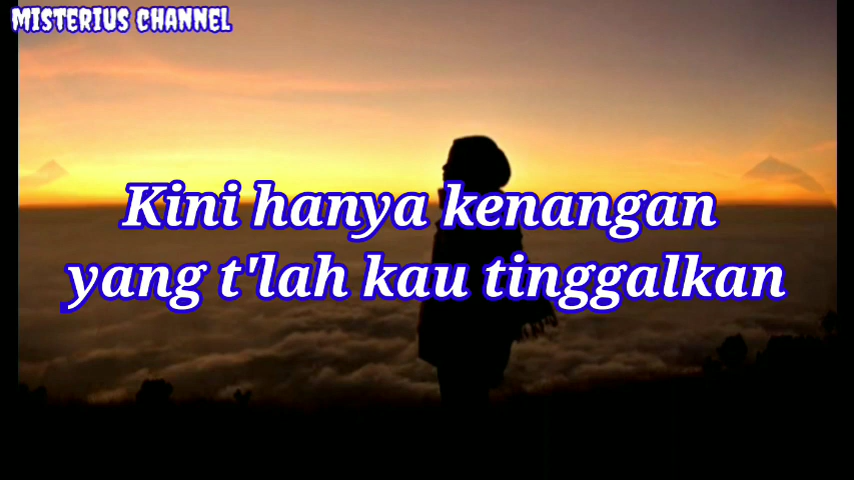 MISTERIUS CHANNEL
Kini hanya kenangan
yang t'lah kau tinggalkan